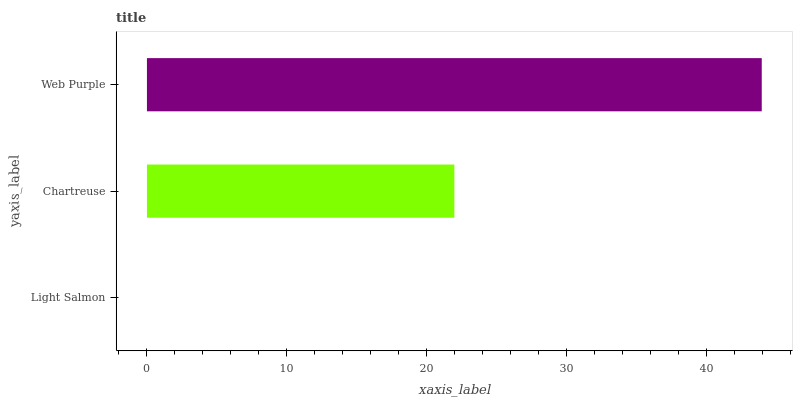 title
yaxis_label
Web Purple
Chartreuse
Light Salmon
0 10 20 30 40
xaxis_label